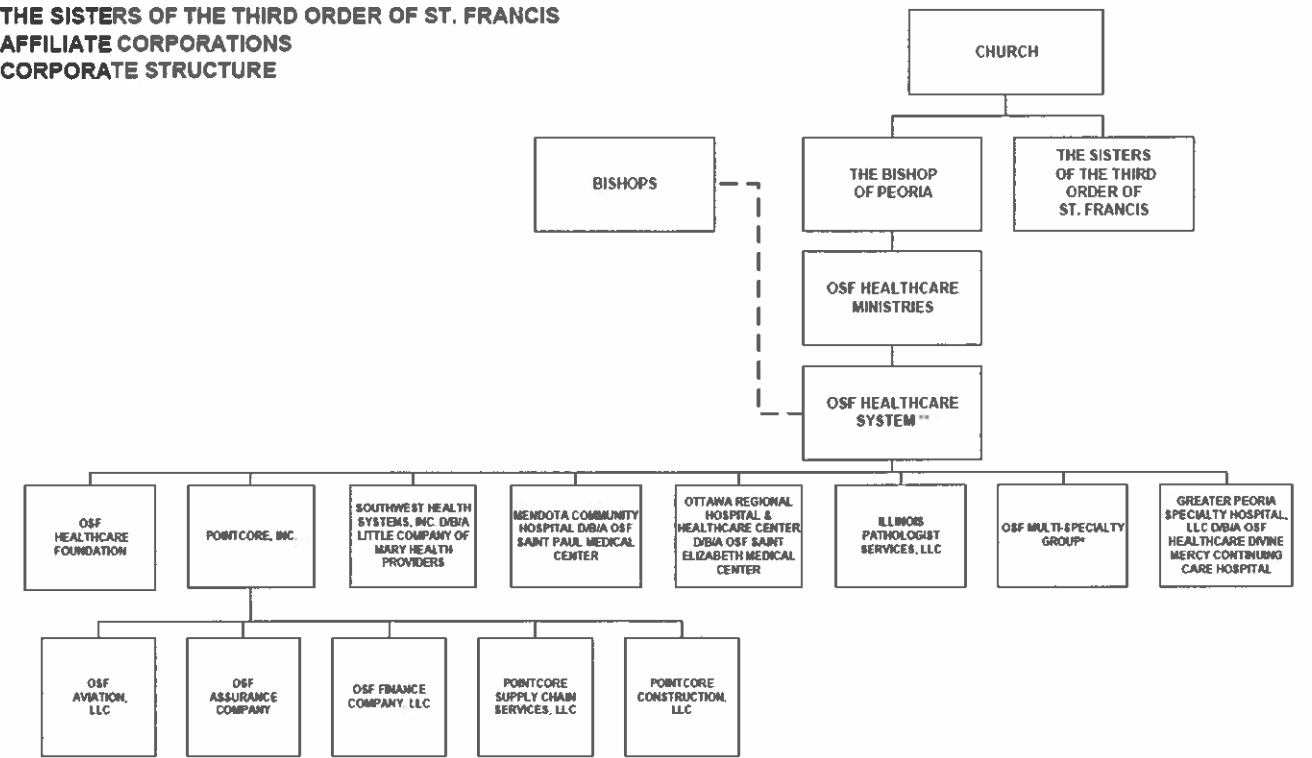 THE SISTERS OF THE THIRD ORDER OF ST. FRANCIS
AFFILIATE CORPORATIONS
CORPORATE STRUCTURE
CHURCH
BISHOPS
THE BISHOP
OF PEORIA
THE SISTERS
OF THE THIRD
ORDER OF
ST. FRANCIS
OSF HEALTHCARE
MINISTRIES
OSF HEALTHCARE
SYSTEM **
OSF
HEALTHCARE
FOUNDATION
POINTCORE, INC.
SOUTHWEST HEALTH
SYSTEMS, INC. D/B/A
LITTLE COMPANY OF
MARY HEALTH
PROVIDERS
MENDOTA COMMUNITY
HOSPITAL D/B/A OSF
SAINT PAUL MEDICAL
CENTER
OTTAWA REGIONAL
HOSPITAL &
HEALTHCARE CENTER
D/B/A OSF SAINT
ELIZABETH MEDICAL
CENTER
ILLINOIS
PATHOLOGIST
SERVICES, LLC
OSF MULTI-SPECIALTY
GROUP*
GREATER PEORIA
SPECIALTY HOSPITAL,
LLC D/B/A OSF
HEALTHCARE DIVINE
MERCY CONTINUING
CARE HOSPITAL
OSF
AVIATION,
LLC
OSF
ASSURANCE
COMPANY
OSF FINANCE
COMPANY, LLC
POINTCORE
SUPPLY CHAIN
SERVICES, LLC
POINTCORE
CONSTRUCTION,
LLC